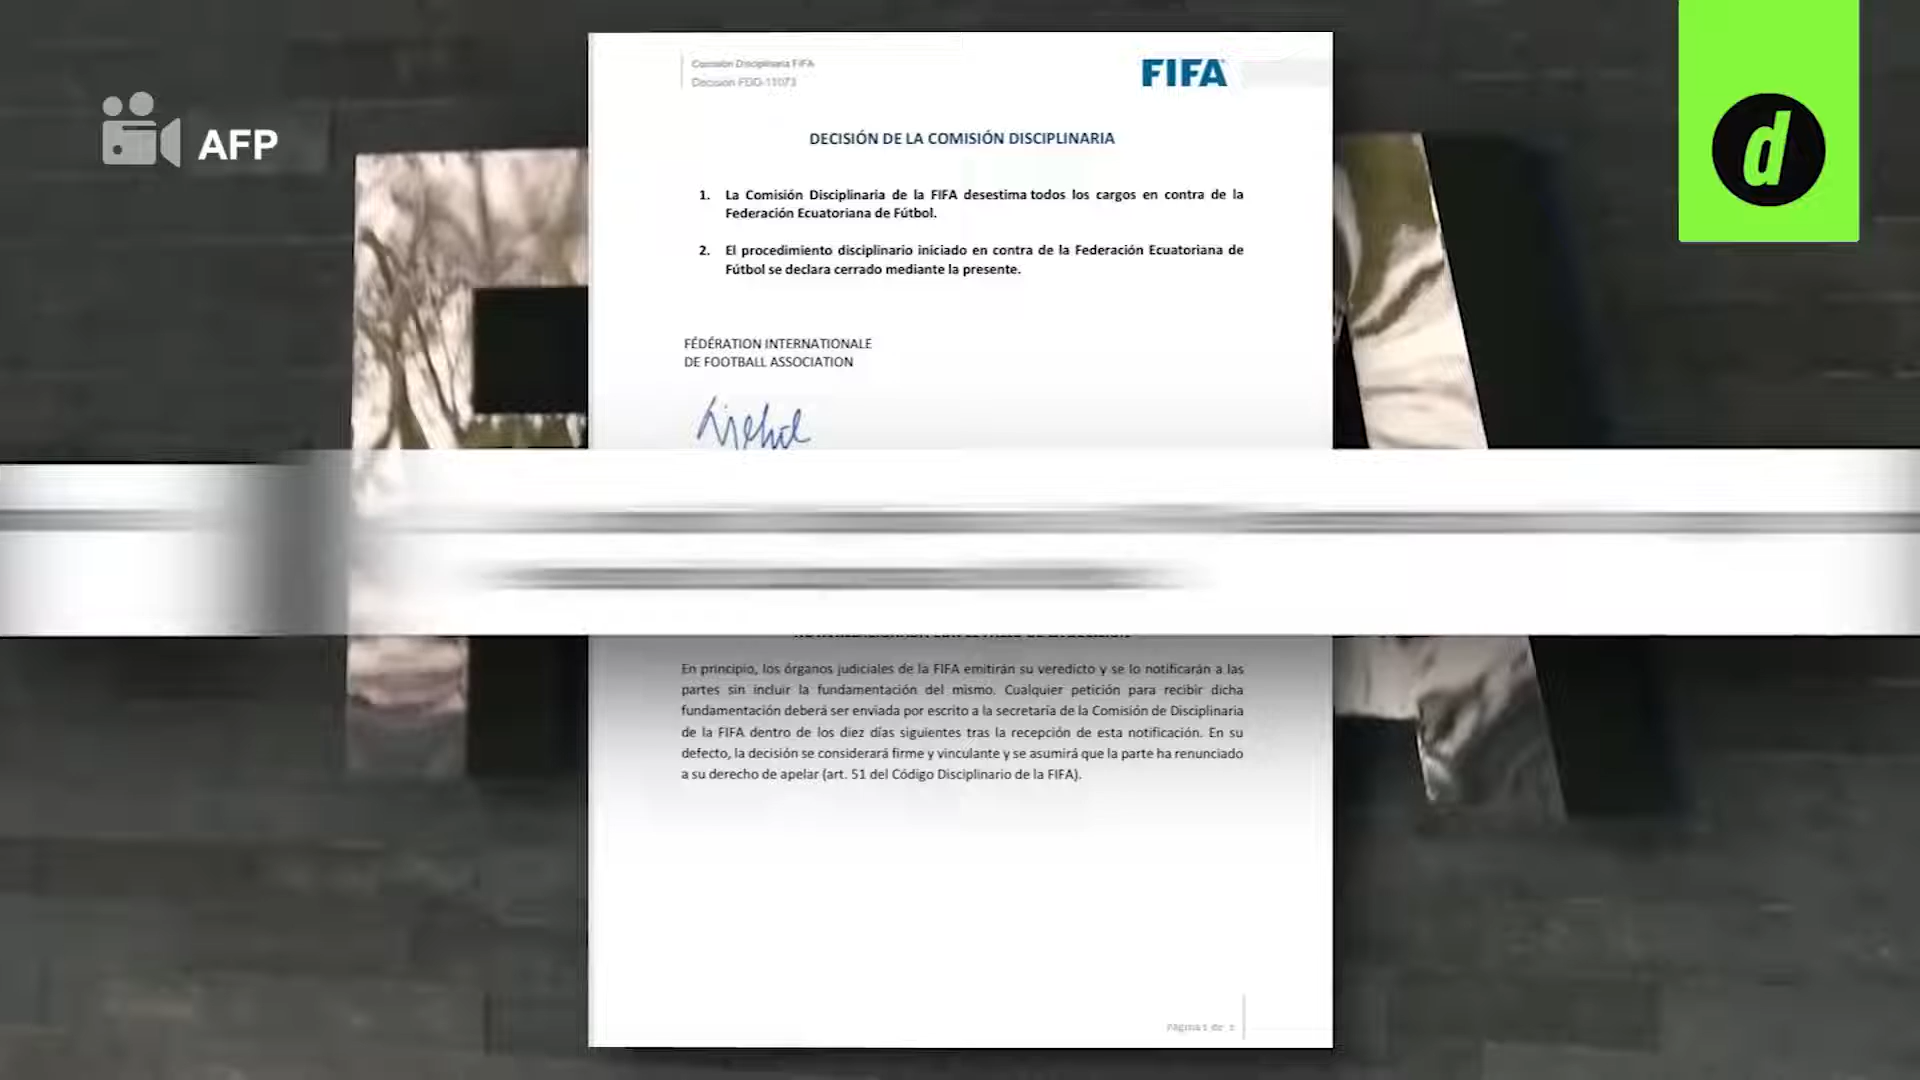 AFP
d
Comisión Disciplinaria FIFA
Decisión FDD-11073
FIFA
DECISIÓN DE LA COMISIÓN DISCIPLINARIA
1. La Comisión Disciplinaria de la FIFA desestima todos los cargos en contra de la
Federación Ecuatoriana de Fútbol.
2. El procedimiento disciplinario iniciado en contra de la Federación Ecuatoriana de
Fútbol se declara cerrado mediante la presente.
FÉDÉRATION INTERNATIONALE
DE FOOTBALL ASSOCIATION
En principio, los órganos judiciales de la FIFA emitirán su veredicto y se lo notificarán a las
partes sin incluir la fundamentación del mismo. Cualquier petición para recibir dicha
fundamentación deberá ser enviada por escrito a la secretaría de la Comisión de Disciplinaria
de la FIFA dentro de los diez días siguientes tras la recepción de esta notificación. En su
defecto, la decisión se considerará firme y vinculante y se asumirá que la parte ha renunciado
a su derecho de apelar (art. 51 del Código Disciplinario de la FIFA).
Página 1 de